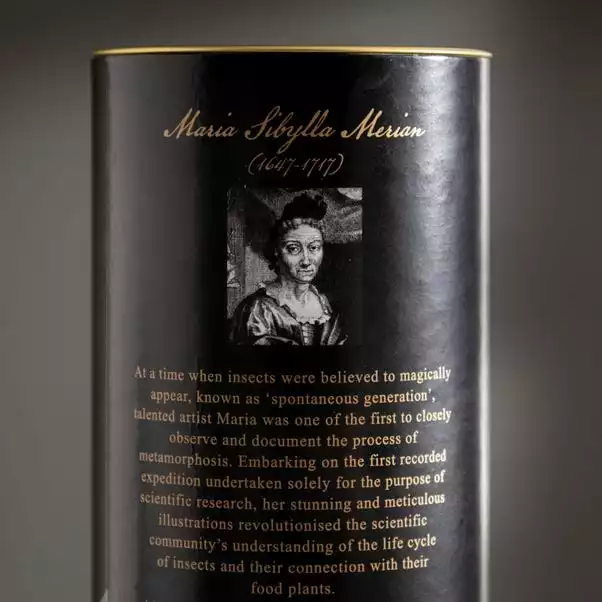 Maria Sibylla Merian
(1647-1717)
At a time when insects were believed to magically
appear, known as ‘spontaneous generation’,
talented artist Maria was one of the first to closely
observe and document the process of
metamorphosis. Embarking on the first recorded
expedition undertaken solely for the purpose of
scientific research, her stunning and meticulous
illustrations revolutionised the scientific
community’s understanding of the life cycle
of insects and their connection with their
food plants.